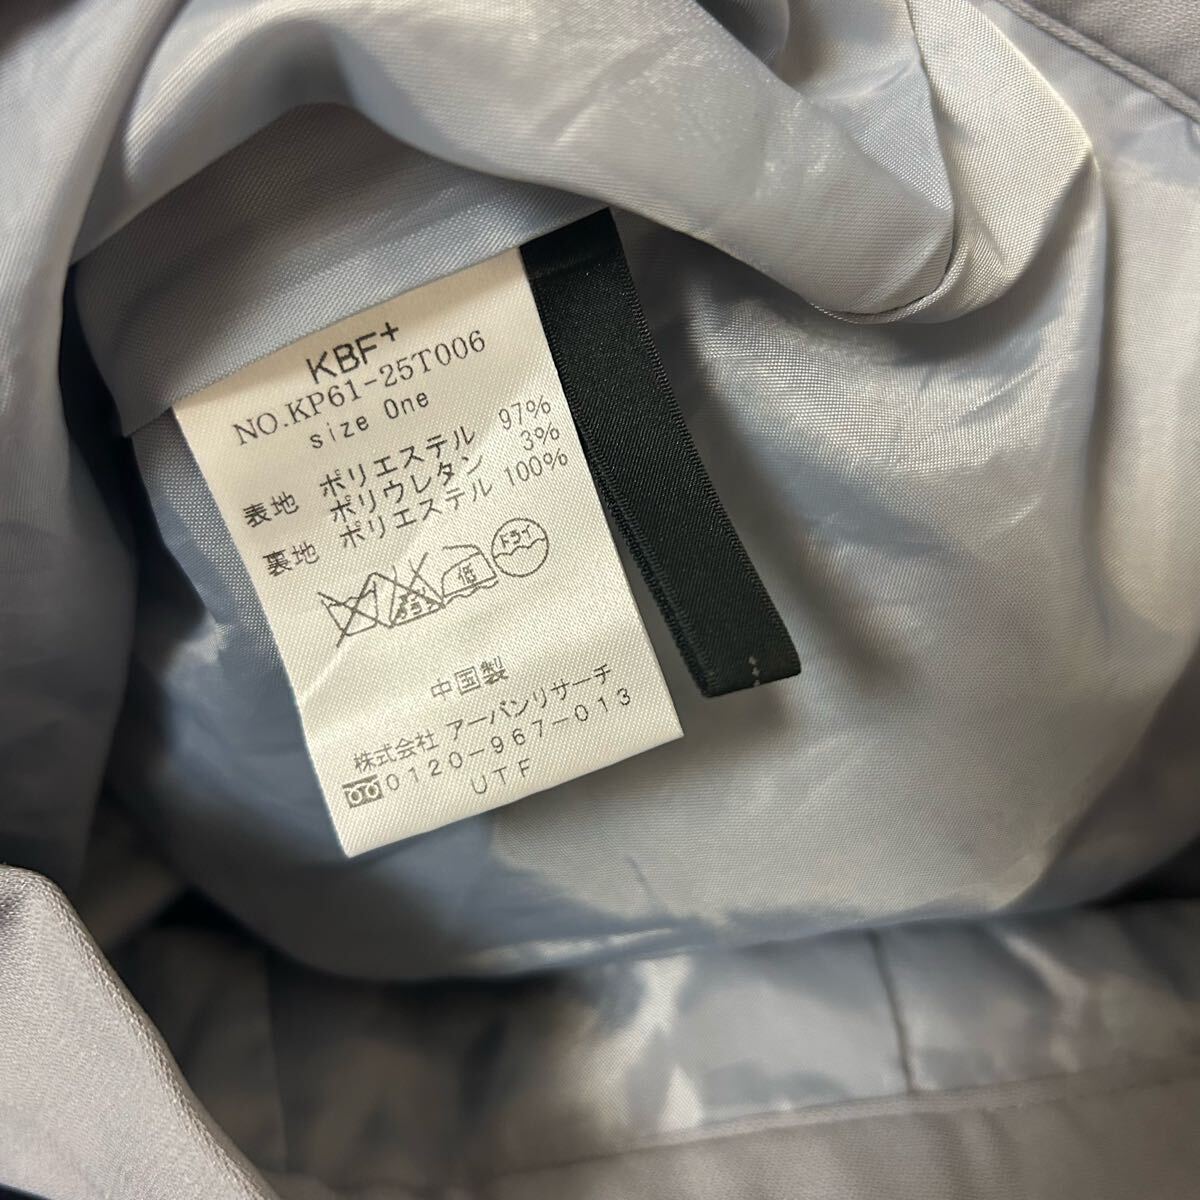 KBF+
NO.KP61-25T006
size One
表地 ポリエステル 97%
ポリウレタン 3%
裏地 ポリエステル 100%
低 ドライ
中国製
株式会社 アーバンリサーチ
0120-967-013
UTF